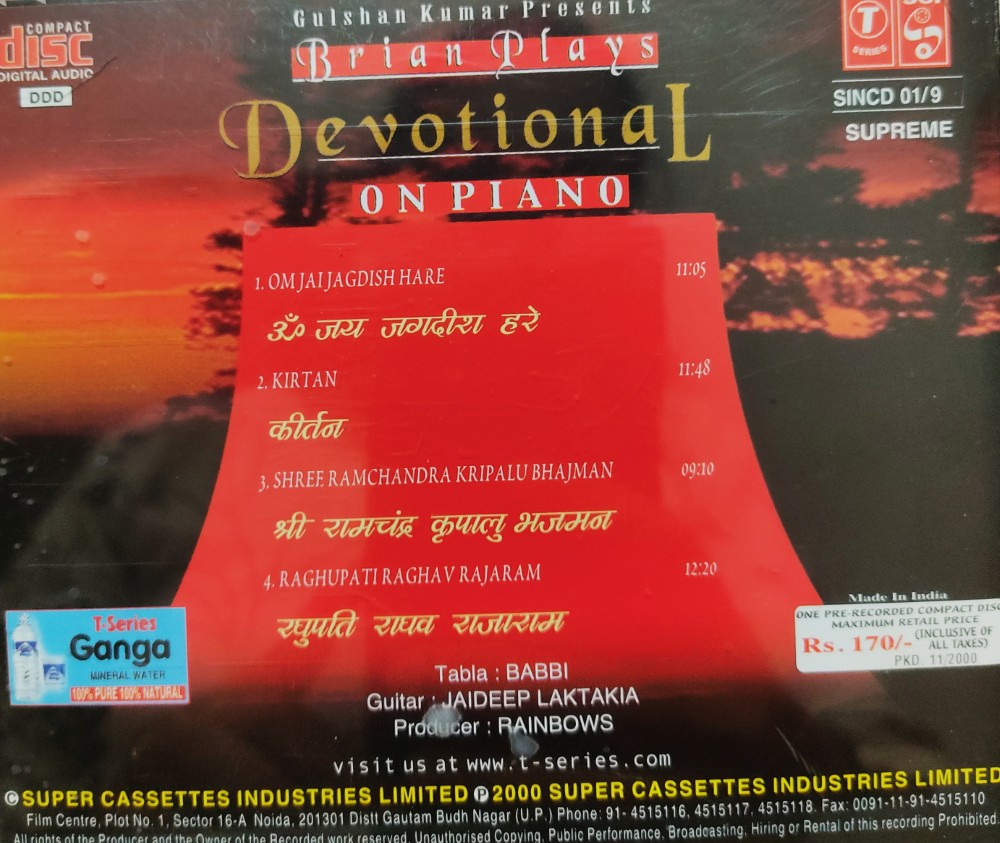 Gulshan Kumar Presents
COMPACT
disc
DIGITAL AUDIO
DDD
Brian Plays
DevotionaL
ON PIANO
T
SERIES
SINCD 01/9
SUPREME
1. OM JAI JAGDISH HARE 11:05
ॐ जय जगदीश हरे
2. KIRTAN 11:48
कीर्तन
3. SHREE RAMCHANDRA KRIPALU BHAJMAN 09:10
श्री रामचंद्र कृपालु भजमन
4. RAGHUPATI RAGHAV RAJARAM 12:20
रघुपति राघव राजाराम
T-Series
Ganga
MINERAL WATER
100% PURE 100% NATURAL
Made In India
ONE PRE-RECORDED COMPACT DISC
MAXIMUM RETAIL PRICE
Rs. 170/- (INCLUSIVE OF ALL TAXES)
PKD 11/2000
Tabla : BABBI
Guitar : JAIDEEP LAKTAKIA
Producer : RAINBOWS
visit us at www.t-series.com
© SUPER CASSETTES INDUSTRIES LIMITED ℗ 2000 SUPER CASSETTES INDUSTRIES LIMITED
Film Centre, Plot No. 1, Sector 16-A Noida, 201301 Distt Gautam Budh Nagar (U.P.) Phone: 91- 4515116, 4515117, 4515118. Fax: 0091-11-91-4515110
All rights of the Producer and the Owner of the Recorded work reserved. Unauthorised Copying, Public Performance, Broadcasting, Hiring or Rental of this recording Prohibited.